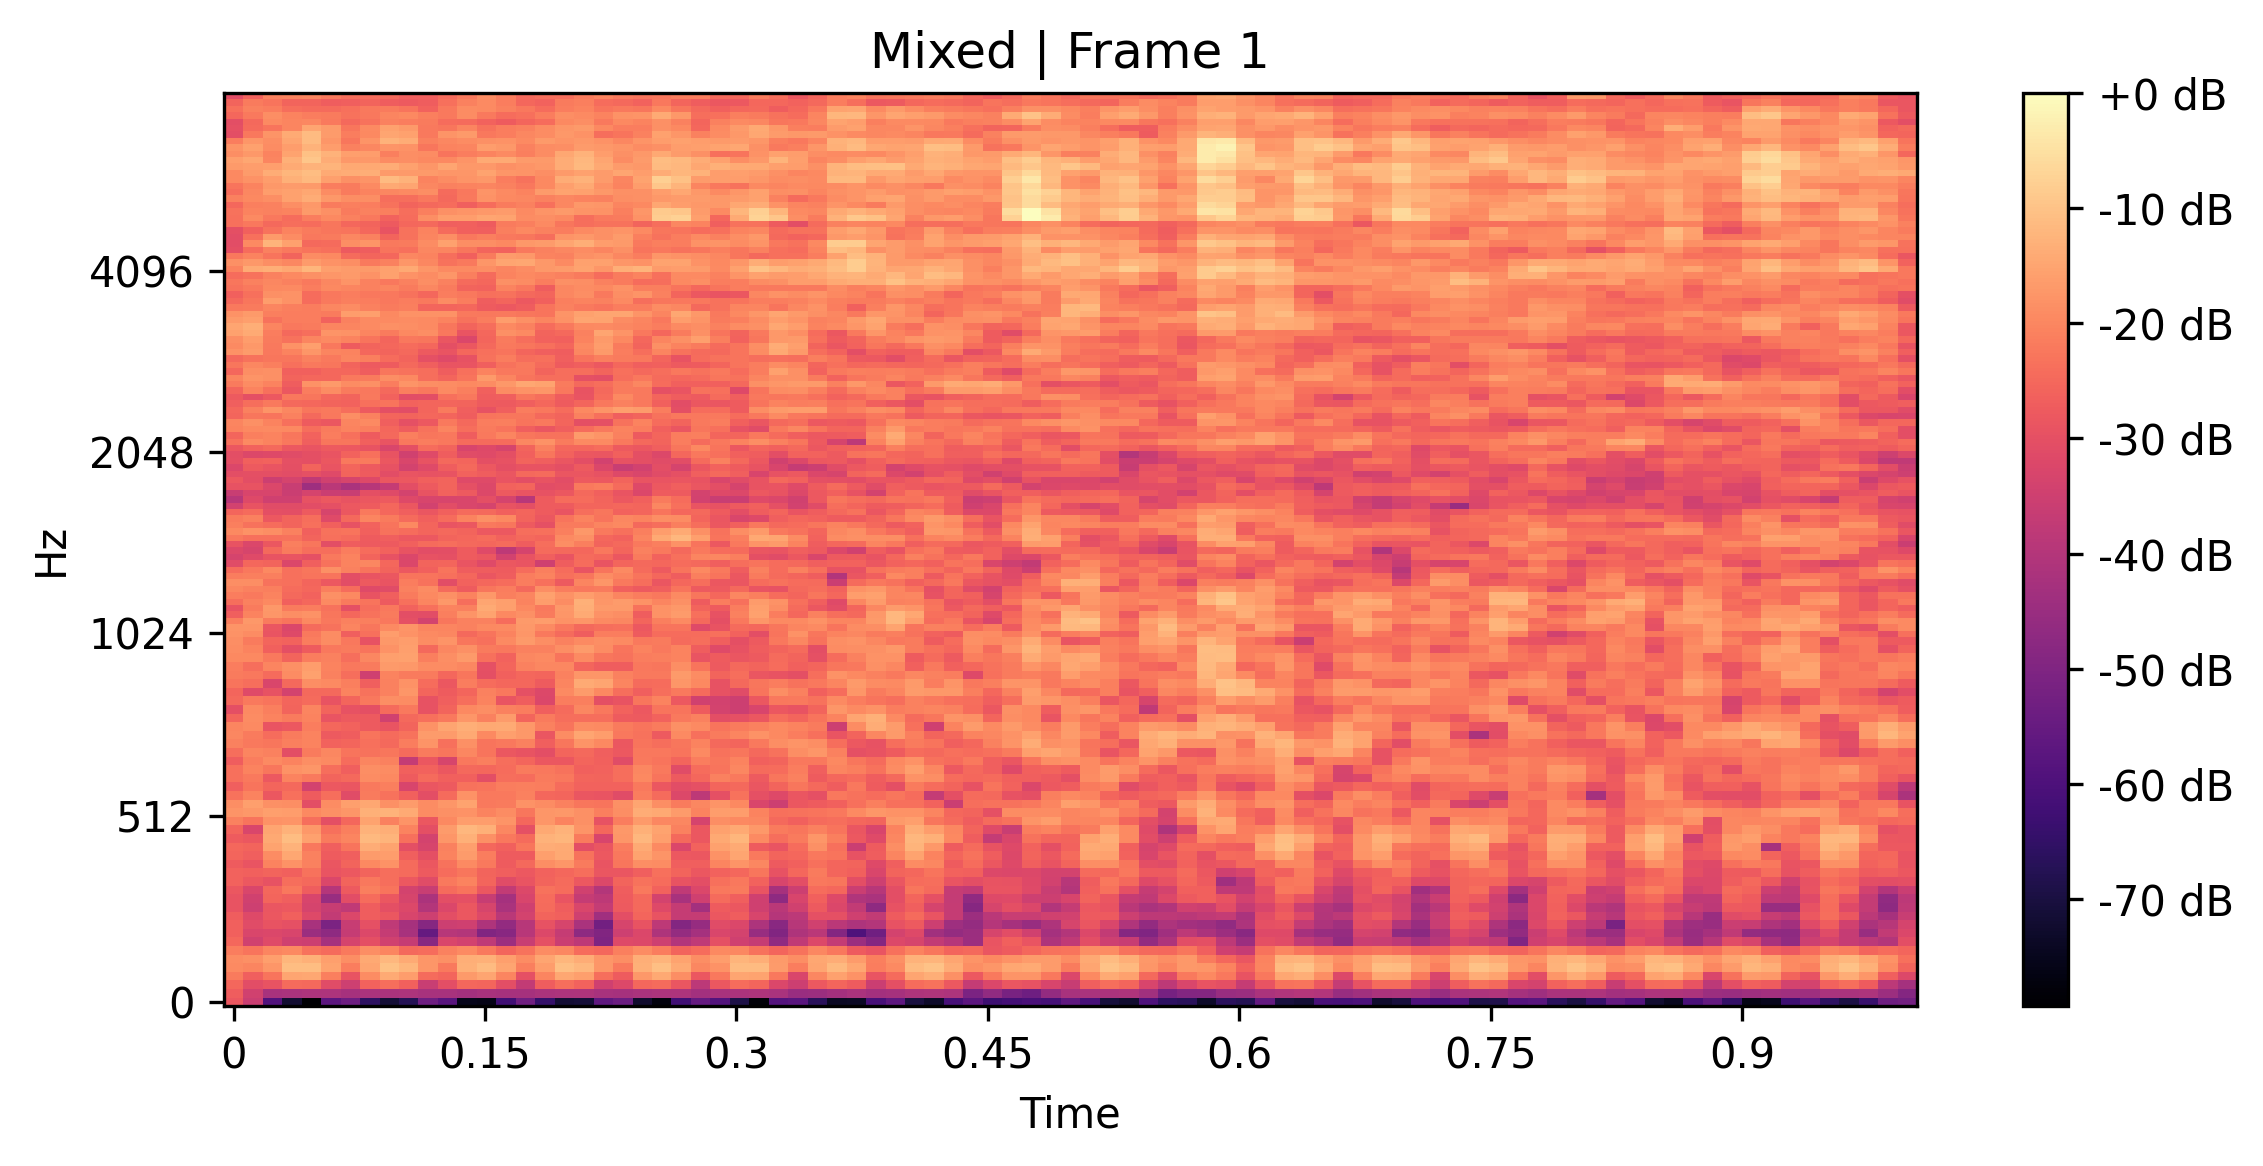 Mixed | Frame 1
+0 dB
-10 dB
-20 dB
-30 dB
-40 dB
-50 dB
-60 dB
-70 dB
Hz
4096
2048
1024
512
0
0 0.15 0.3 0.45 0.6 0.75 0.9
Time